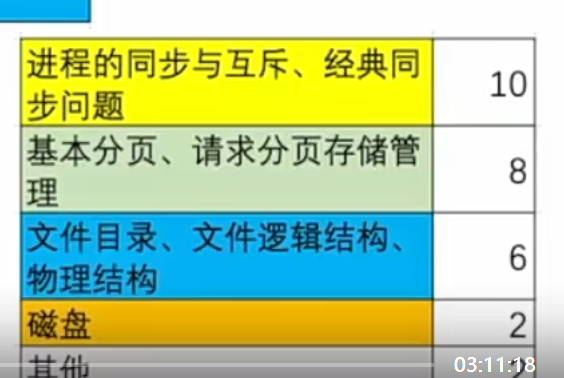 进程的同步与互斥、经典同
步问题
10
基本分页、请求分页存储管
理
8
文件目录、文件逻辑结构、
物理结构
6
磁盘
2
其他
03:11:18